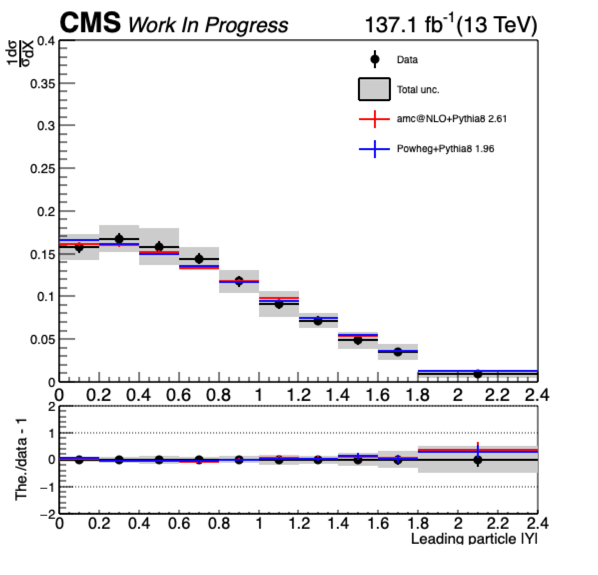 CMS Work In Progress 137.1 fb⁻¹(13 TeV)
1 dσ
σ dX
0.4
0.35
0.3
0.25
0.2
0.15
0.1
0.05
0
Data
Total unc.
amc@NLO+Pythia8 2.61
Powheg+Pythia8 1.96
0 0.2 0.4 0.6 0.8 1 1.2 1.4 1.6 1.8 2 2.2 2.4
The./data - 1
2
1
0
−1
−2
0 0.2 0.4 0.6 0.8 1 1.2 1.4 1.6 1.8 2 2.2 2.4
Leading particle |Y|